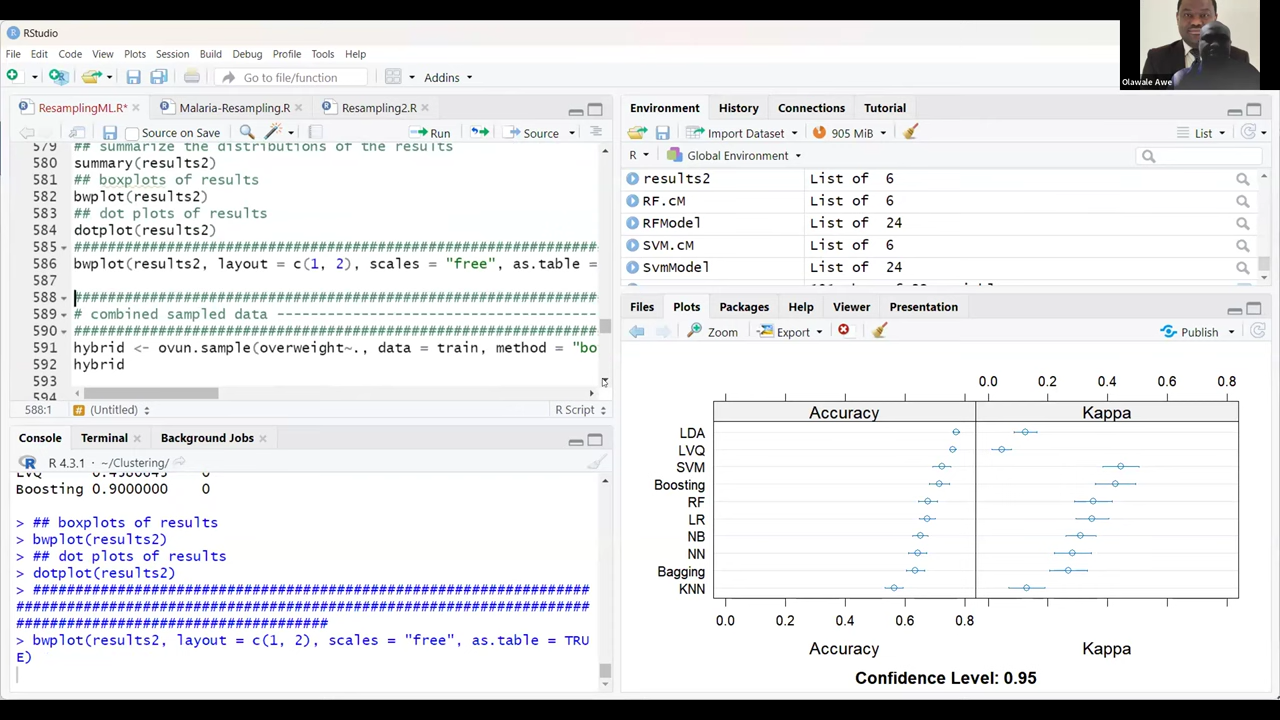 RStudio
File Edit Code View Plots Session Build Debug Profile Tools Help
Go to file/function Addins
Olawale Awe
ResamplingML.R* Malaria-Resampling.R Resampling2.R
Source on Save Run Source
579 ## summarize the distributions of the results
580 summary(results2)
581 ## boxplots of results
582 bwplot(results2)
583 ## dot plots of results
584 dotplot(results2)
585 ###############################################################
586 bwplot(results2, layout = c(1, 2), scales = "free", as.table =
587
588 ###############################################################
589 # combined sampled data ---------------------------------------
590 ###############################################################
591 hybrid <- ovun.sample(overweight~., data = train, method = "bo
592 hybrid
593
594
588:1 (Untitled) R Script
Console Terminal Background Jobs
R 4.3.1 · ~/Clustering/
LVQ 0.4580645 0
Boosting 0.9000000 0
> ## boxplots of results
> bwplot(results2)
> ## dot plots of results
> dotplot(results2)
> ###################################################################
#####################################################################
######################################
> bwplot(results2, layout = c(1, 2), scales = "free", as.table = TRU
E)
Environment History Connections Tutorial
Import Dataset 905 MiB List
R Global Environment
results2 List of 6
RF.cM List of 6
RFModel List of 24
SVM.cM List of 6
SvmModel List of 24
Files Plots Packages Help Viewer Presentation
Zoom Export Publish
0.0 0.2 0.4 0.6 0.8
Accuracy Kappa
LDA
LVQ
SVM
Boosting
RF
LR
NB
NN
Bagging
KNN
0.0 0.2 0.4 0.6 0.8
Accuracy Kappa
Confidence Level: 0.95